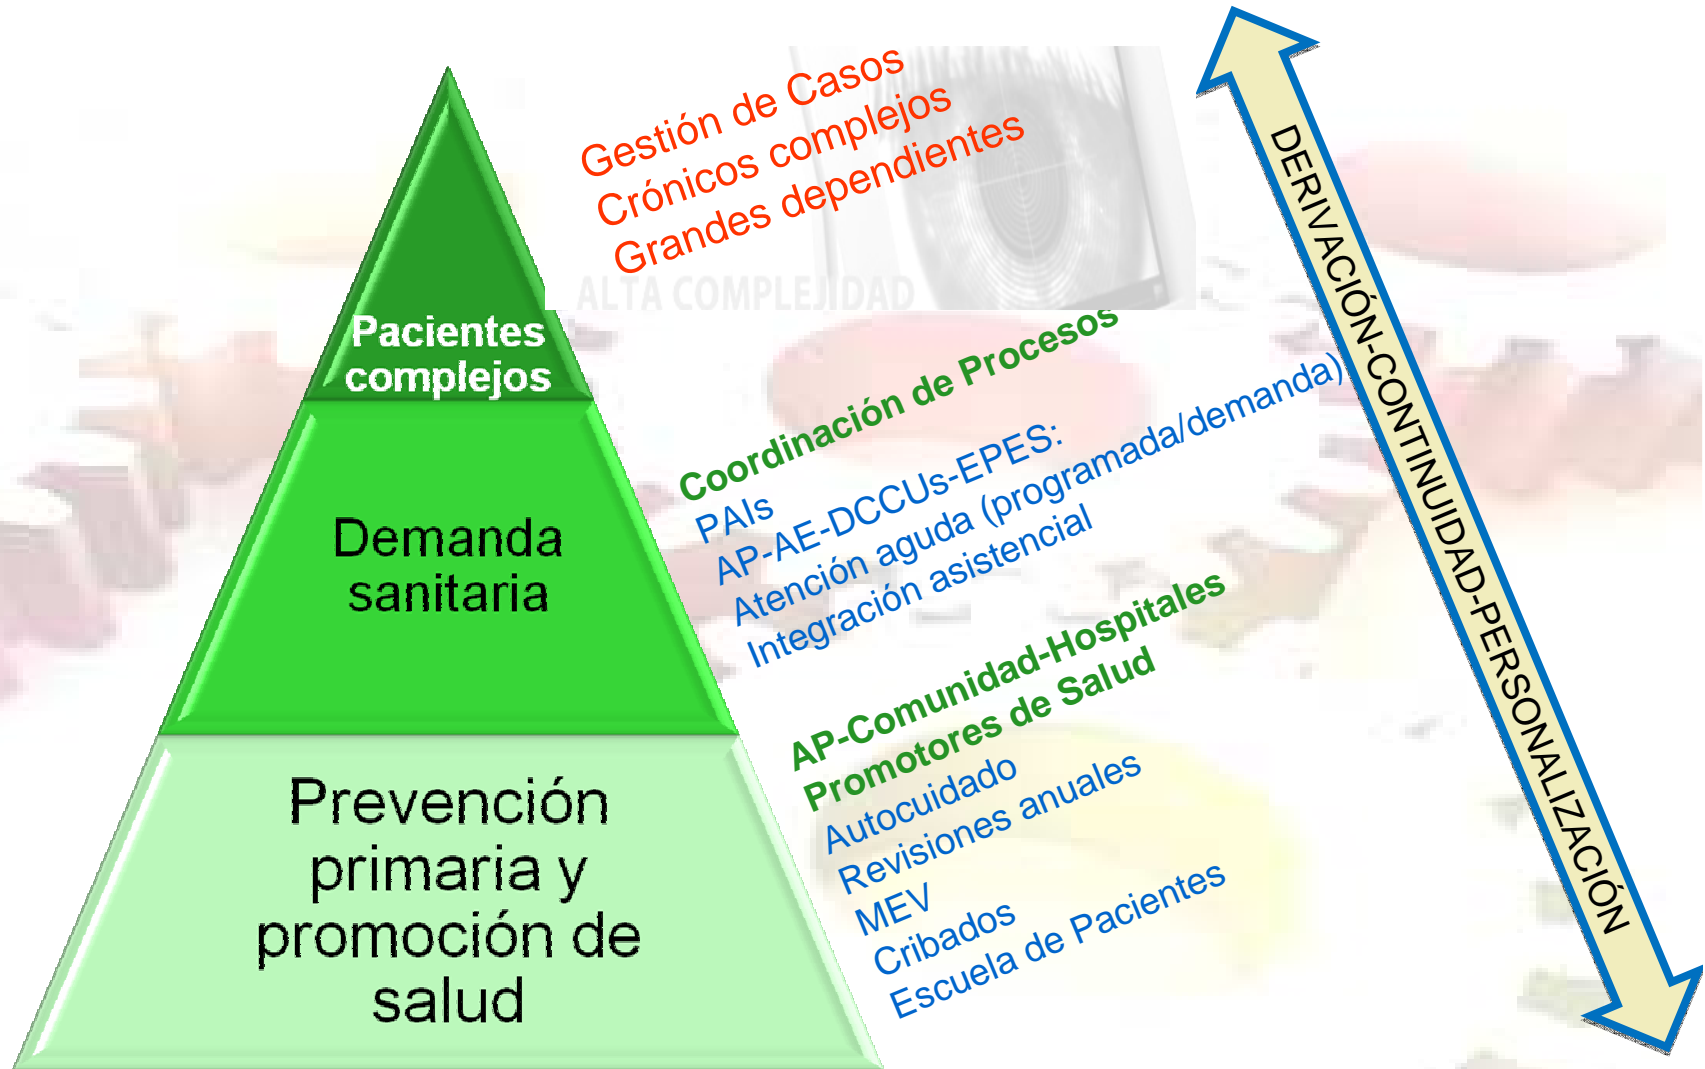 Gestión de Casos
Crónicos complejos
Grandes dependientes
ALTA COMPLEJIDAD
Pacientes
complejos
Coordinación de Procesos
PAIs
AP-AE-DCCUs-EPES:
Atención aguda (programada/demanda)
Integración asistencial
Demanda
sanitaria
AP-Comunidad-Hospitales
Promotores de Salud
Autocuidado
Revisiones anuales
MEV
Cribados
Escuela de Pacientes
Prevención
primaria y
promoción de
salud
DERIVACIÓN-CONTINUIDAD-PERSONALIZACIÓN